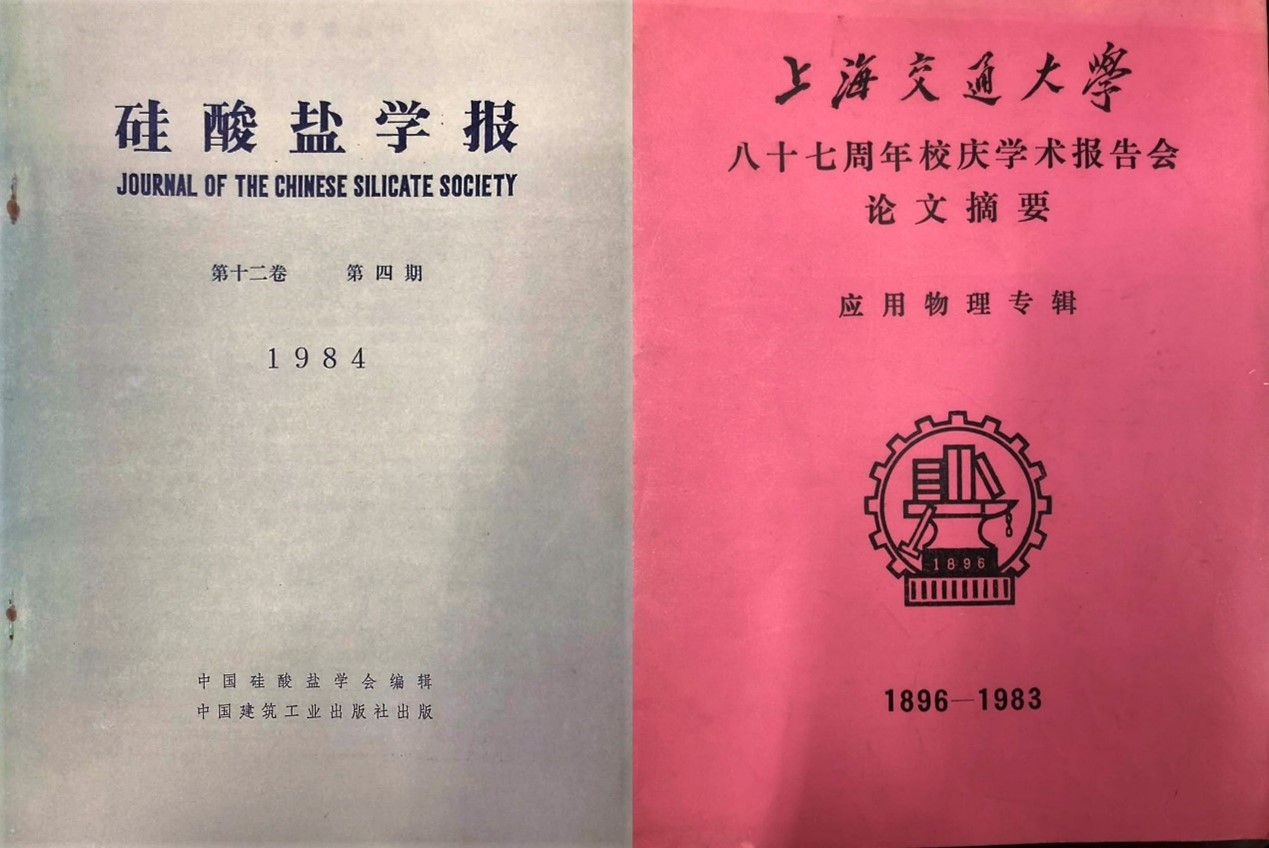 硅酸盐学报
JOURNAL OF THE CHINESE SILICATE SOCIETY
第十二卷 第四期
1984
中国硅酸盐学会编辑
中国建筑工业出版社出版
上海交通大學
八十七周年校庆学术报告会
论文摘要
应用物理专辑
1896
1896—1983